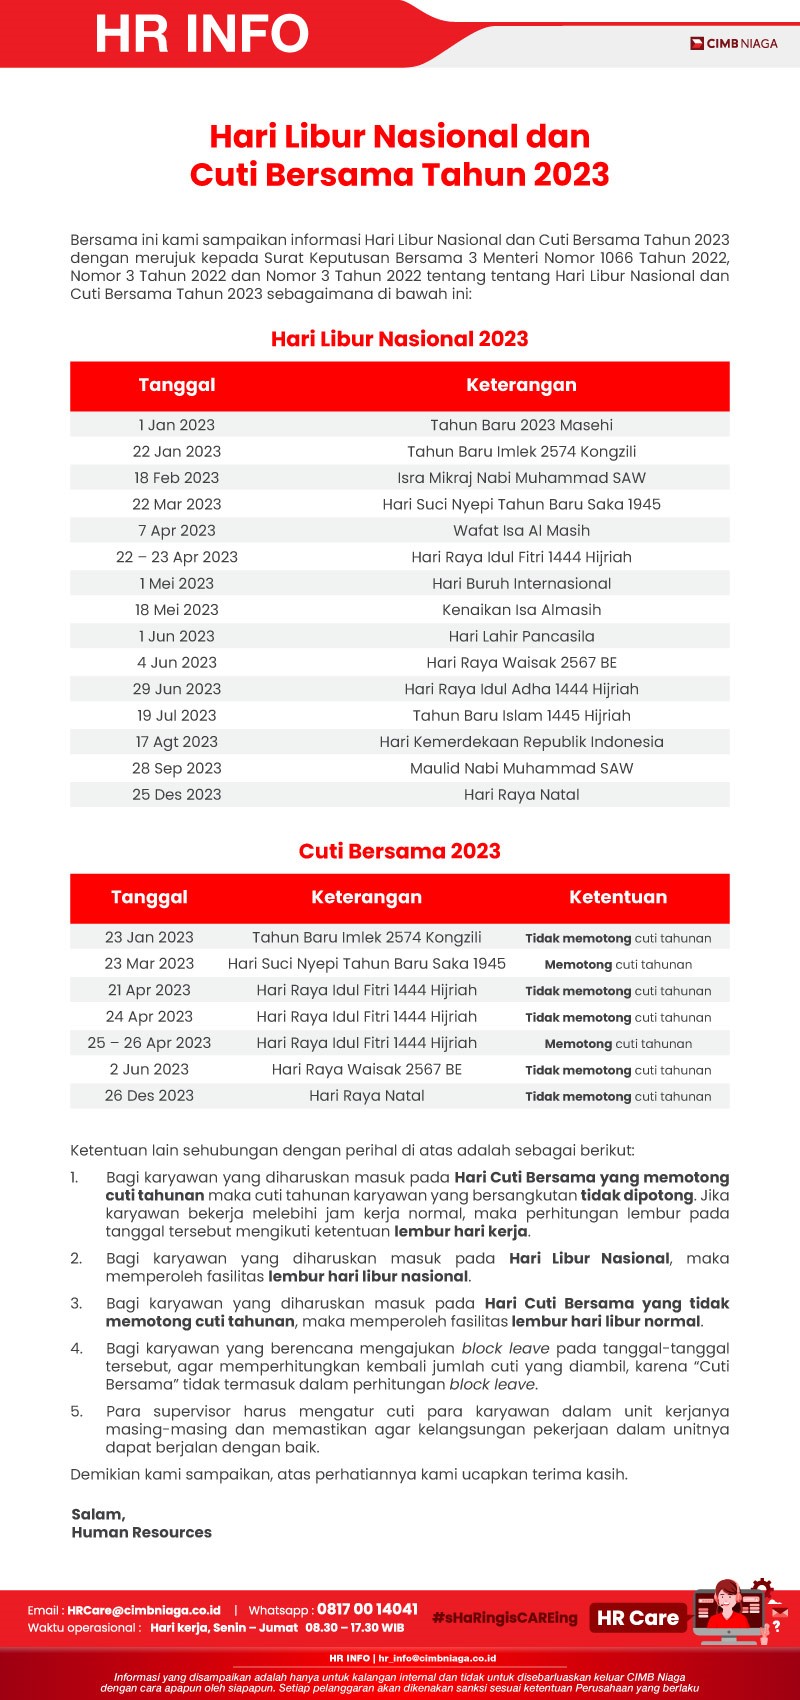 HR INFO
CIMB NIAGA
Hari Libur Nasional dan
Cuti Bersama Tahun 2023
Bersama ini kami sampaikan informasi Hari Libur Nasional dan Cuti Bersama Tahun 2023
dengan merujuk kepada Surat Keputusan Bersama 3 Menteri Nomor 1066 Tahun 2022,
Nomor 3 Tahun 2022 dan Nomor 3 Tahun 2022 tentang tentang Hari Libur Nasional dan
Cuti Bersama Tahun 2023 sebagaimana di bawah ini:
Hari Libur Nasional 2023
Tanggal Keterangan
1 Jan 2023 Tahun Baru 2023 Masehi
22 Jan 2023 Tahun Baru Imlek 2574 Kongzili
18 Feb 2023 Isra Mikraj Nabi Muhammad SAW
22 Mar 2023 Hari Suci Nyepi Tahun Baru Saka 1945
7 Apr 2023 Wafat Isa Al Masih
22 – 23 Apr 2023 Hari Raya Idul Fitri 1444 Hijriah
1 Mei 2023 Hari Buruh Internasional
18 Mei 2023 Kenaikan Isa Almasih
1 Jun 2023 Hari Lahir Pancasila
4 Jun 2023 Hari Raya Waisak 2567 BE
29 Jun 2023 Hari Raya Idul Adha 1444 Hijriah
19 Jul 2023 Tahun Baru Islam 1445 Hijriah
17 Agt 2023 Hari Kemerdekaan Republik Indonesia
28 Sep 2023 Maulid Nabi Muhammad SAW
25 Des 2023 Hari Raya Natal
Cuti Bersama 2023
Tanggal Keterangan Ketentuan
23 Jan 2023 Tahun Baru Imlek 2574 Kongzili Tidak memotong cuti tahunan
23 Mar 2023 Hari Suci Nyepi Tahun Baru Saka 1945 Memotong cuti tahunan
21 Apr 2023 Hari Raya Idul Fitri 1444 Hijriah Tidak memotong cuti tahunan
24 Apr 2023 Hari Raya Idul Fitri 1444 Hijriah Tidak memotong cuti tahunan
25 – 26 Apr 2023 Hari Raya Idul Fitri 1444 Hijriah Memotong cuti tahunan
2 Jun 2023 Hari Raya Waisak 2567 BE Tidak memotong cuti tahunan
26 Des 2023 Hari Raya Natal Tidak memotong cuti tahunan
Ketentuan lain sehubungan dengan perihal di atas adalah sebagai berikut:
1. Bagi karyawan yang diharuskan masuk pada Hari Cuti Bersama yang memotong
cuti tahunan maka cuti tahunan karyawan yang bersangkutan tidak dipotong. Jika
karyawan bekerja melebihi jam kerja normal, maka perhitungan lembur pada
tanggal tersebut mengikuti ketentuan lembur hari kerja.
2. Bagi karyawan yang diharuskan masuk pada Hari Libur Nasional, maka
memperoleh fasilitas lembur hari libur nasional.
3. Bagi karyawan yang diharuskan masuk pada Hari Cuti Bersama yang tidak
memotong cuti tahunan, maka memperoleh fasilitas lembur hari libur normal.
4. Bagi karyawan yang berencana mengajukan block leave pada tanggal-tanggal
tersebut, agar memperhitungkan kembali jumlah cuti yang diambil, karena “Cuti
Bersama” tidak termasuk dalam perhitungan block leave.
5. Para supervisor harus mengatur cuti para karyawan dalam unit kerjanya
masing-masing dan memastikan agar kelangsungan pekerjaan dalam unitnya
dapat berjalan dengan baik.
Demikian kami sampaikan, atas perhatiannya kami ucapkan terima kasih.
Salam,
Human Resources
Email : HRCare@cimbniaga.co.id | Whatsapp : 0817 00 14041
Waktu operasional : Hari kerja, Senin – Jumat 08.30 – 17.30 WIB
#sHaRingisCAREing
HR Care
?
HR INFO | hr_info@cimbniaga.co.id
Informasi yang disampaikan adalah hanya untuk kalangan internal dan tidak untuk disebarluaskan keluar CIMB Niaga
dengan cara apapun oleh siapapun. Setiap pelanggaran akan dikenakan sanksi sesuai ketentuan Perusahaan yang berlaku